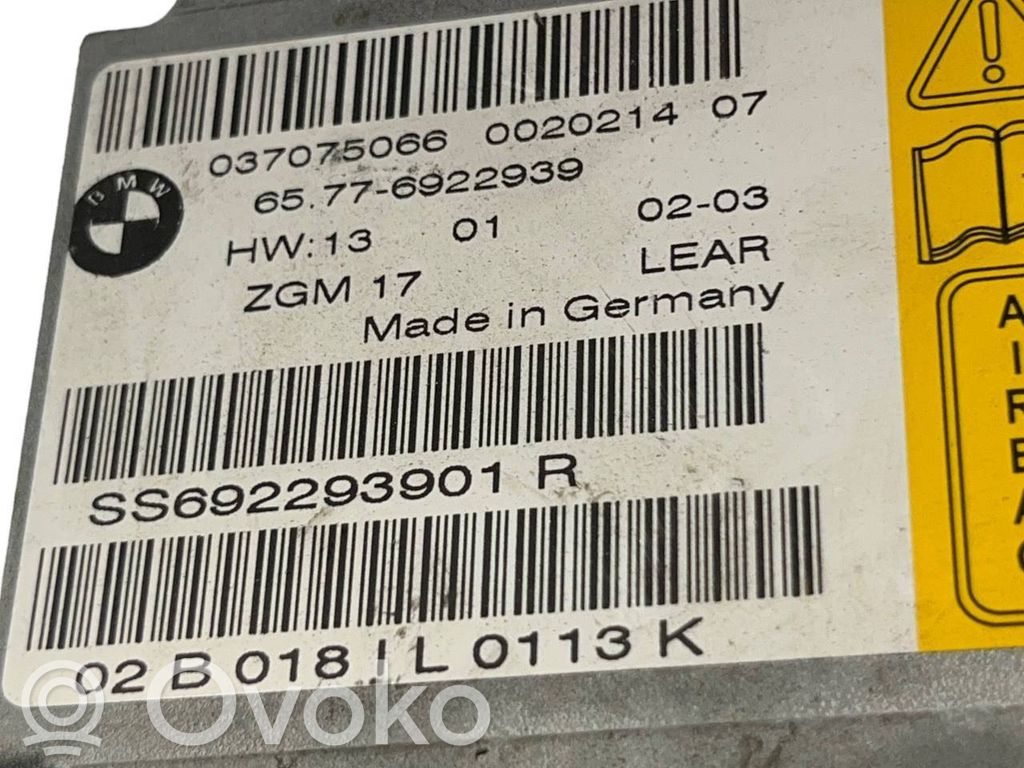 037075066 0020214 07
BMW
65.77-6922939
HW:13 01 02-03
ZGM 17 LEAR
Made in Germany
SS692293901 R
02 B 018 I L 0113 K
A
I
R
B
A
G
Ovoko